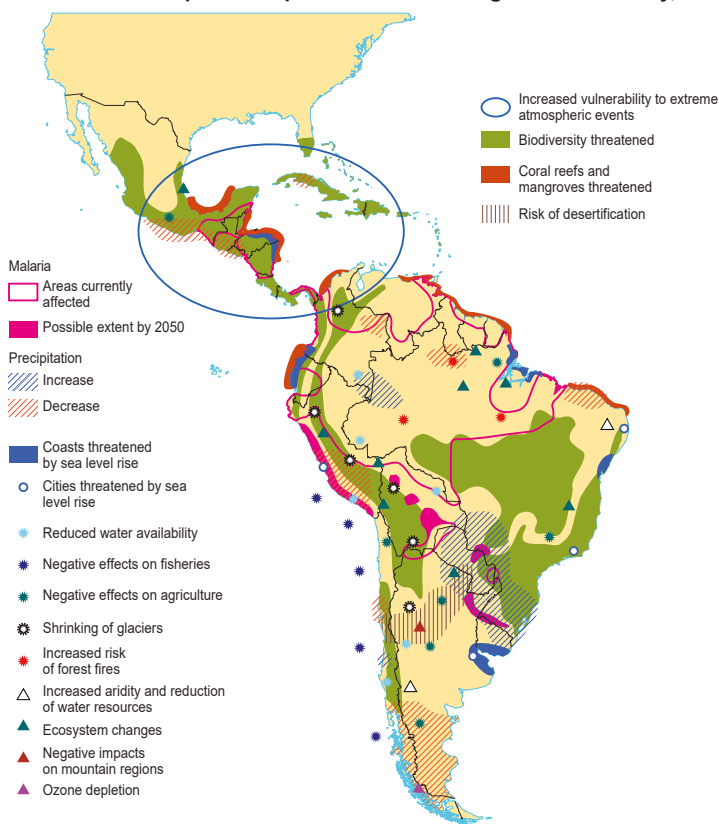 Increased vulnerability to extreme
atmospheric events
Biodiversity threatened
Coral reefs and
mangroves threatened
Risk of desertification
Malaria
Areas currently
affected
Possible extent by 2050
Precipitation
Increase
Decrease
Coasts threatened
by sea level rise
Cities threatened by sea
level rise
Reduced water availability
Negative effects on fisheries
Negative effects on agriculture
Shrinking of glaciers
Increased risk
of forest fires
Increased aridity and reduction
of water resources
Ecosystem changes
Negative impacts
on mountain regions
Ozone depletion